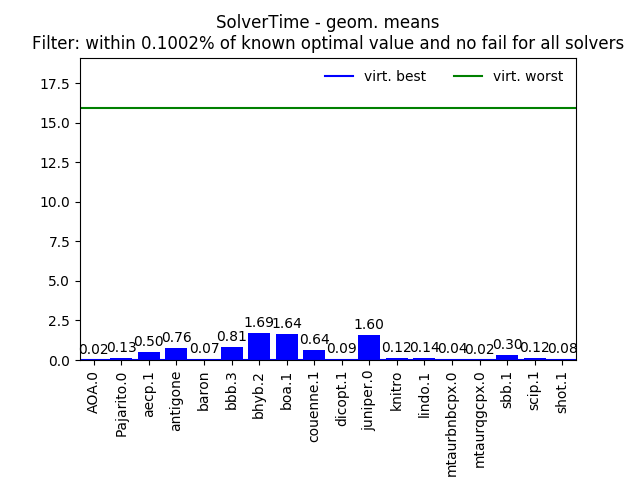 SolverTime - geom. means
Filter: within 0.1002% of known optimal value and no fail for all solvers
virt. best
virt. worst
17.5
15.0
12.5
10.0
7.5
5.0
2.5
0.0
0.02
0.13
0.50
0.76
0.07
0.81
1.69
1.64
0.64
0.09
1.60
0.12
0.14
0.04
0.02
0.30
0.12
0.08
AOA.0
Pajarito.0
aecp.1
antigone
baron
bbb.3
bhyb.2
boa.1
couenne.1
dicopt.1
juniper.0
knitro
lindo.1
mtaurbnbcpx.0
mtaurqgcpx.0
sbb.1
scip.1
shot.1